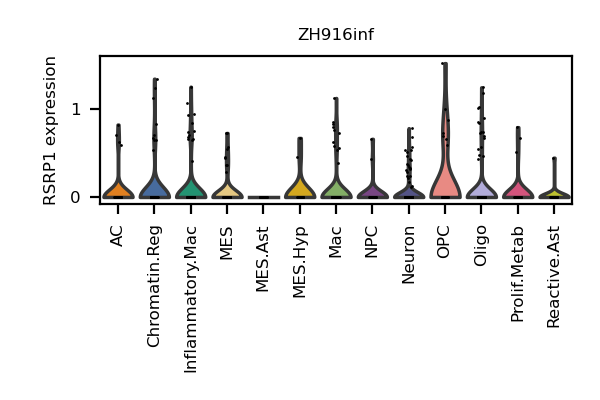 ZH916inf
RSRP1 expression
1
0
AC
Chromatin.Reg
Inflammatory.Mac
MES
MES.Ast
MES.Hyp
Mac
NPC
Neuron
OPC
Oligo
Prolif.Metab
Reactive.Ast